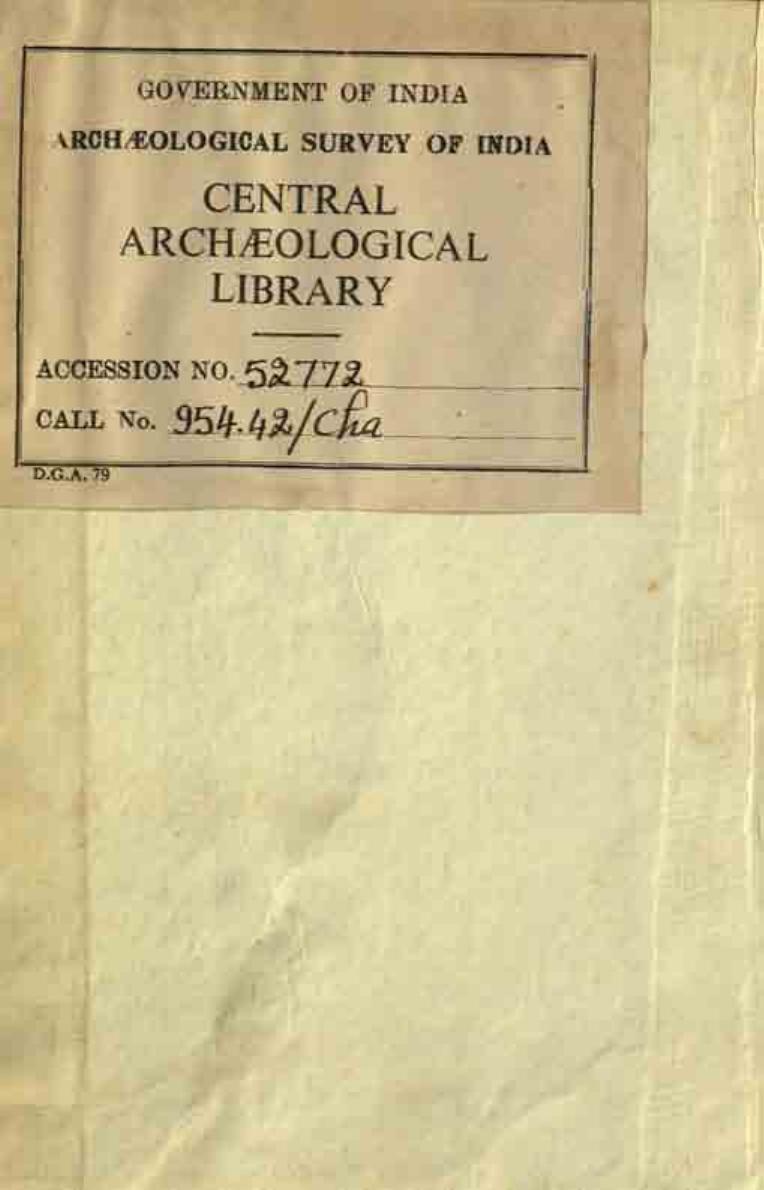 GOVERNMENT OF INDIA
ARCHÆOLOGICAL SURVEY OF INDIA
CENTRAL
ARCHÆOLOGICAL
LIBRARY
ACCESSION NO. 52772
CALL No. 954.42/Cha
D.G.A. 79